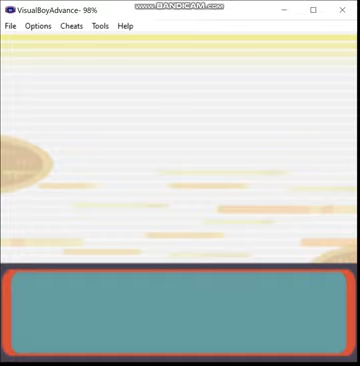 VisualBoyAdvance- 98%
www.BANDICAM.com
File Options Cheats Tools Help